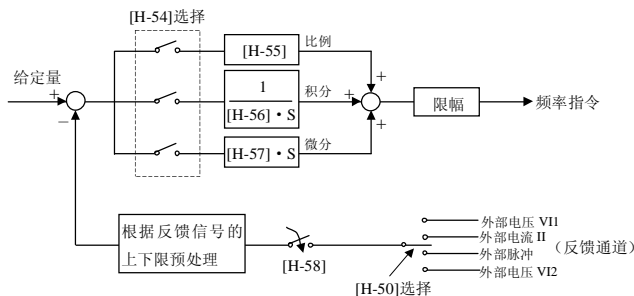 [H-54]选择
[H-55]
比例
给定量
+
−
1
[H-56]·S
积分
+
+
+
限幅
频率指令
[H-57]·S
微分
根据反馈信号的
上下限预处理
[H-58]
[H-50]选择
外部电压 VI1
外部电流 II
外部脉冲
外部电压 VI2
(反馈通道)